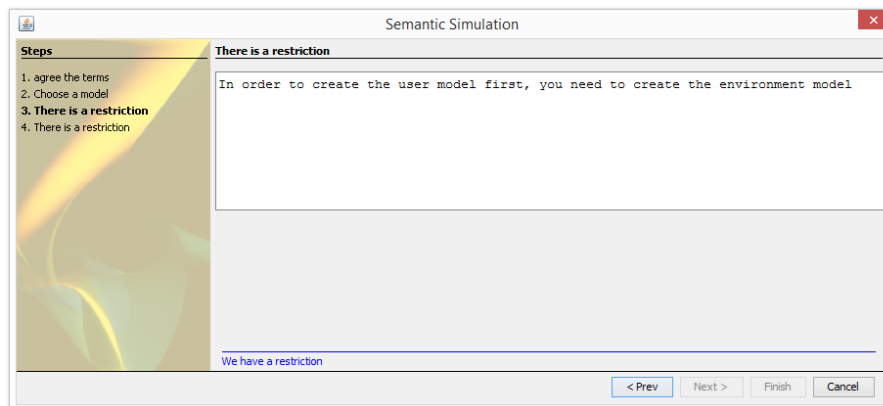 Semantic Simulation
Steps
1. agree the terms
2. Choose a model
3. There is a restriction
4. There is a restriction
There is a restriction
In order to create the user model first, you need to create the environment model
We have a restriction
< Prev
Next >
Finish
Cancel